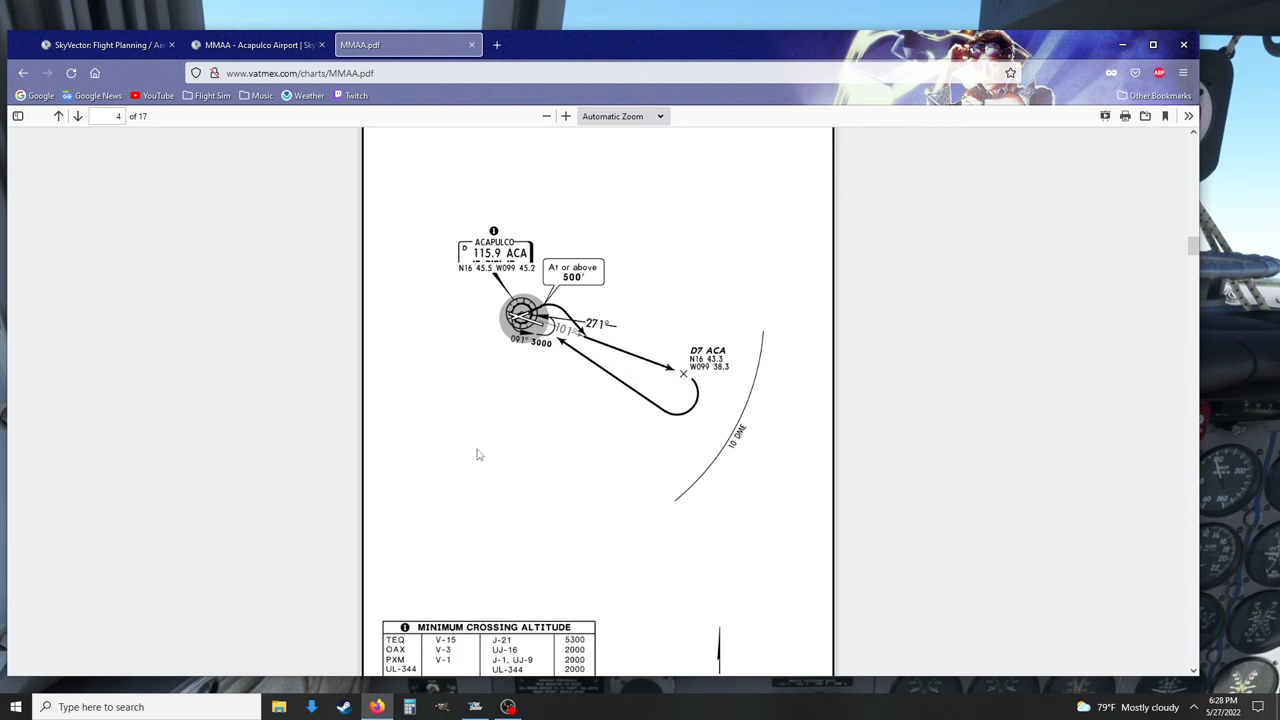 SkyVector: Flight Planning / Aer
MMAA - Acapulco Airport | Sky
MMAA.pdf
www.vatmex.com/charts/MMAA.pdf
Google
Google News
YouTube
Flight Sim
Music
Weather
Twitch
Other Bookmarks
4 of 17
Automatic Zoom
ACAPULCO
D 115.9 ACA
N16 45.5 W099 45.2
At or above
500'
271°
101°
091° 3000
D7 ACA
N16 43.3
W099 38.3
10 DME
MINIMUM CROSSING ALTITUDE
TEQ V-15 J-21 5300
OAX V-3 UJ-16 2000
PXM V-1 J-1, UJ-9 2000
UL-344 UL-344 2000
Type here to search
79°F Mostly cloudy
6:28 PM
5/27/2022